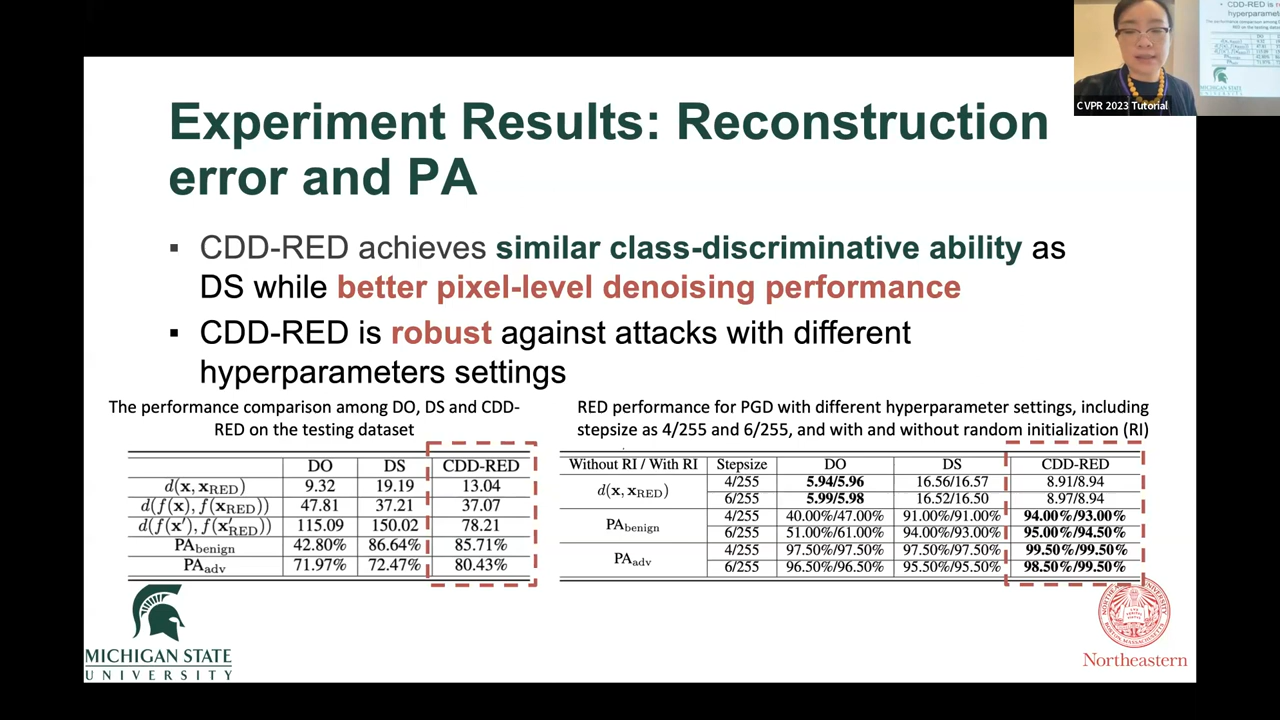 CVPR 2023 Tutorial
Experiment Results: Reconstruction
error and PA
▪ CDD-RED achieves similar class-discriminative ability as
DS while better pixel-level denoising performance
▪ CDD-RED is robust against attacks with different
hyperparameters settings
The performance comparison among DO, DS and CDD-
RED on the testing dataset
DO DS CDD-RED
d(x, xRED) 9.32 19.19 13.04
d(f(x), f(xRED)) 47.81 37.21 37.07
d(f(x′), f(x′RED)) 115.09 150.02 78.21
PAbenign 42.80% 86.64% 85.71%
PAadv 71.97% 72.47% 80.43%
RED performance for PGD with different hyperparameter settings, including
stepsize as 4/255 and 6/255, and with and without random initialization (RI)
Without RI / With RI Stepsize DO DS CDD-RED
d(x, xRED) 4/255 5.94/5.96 16.56/16.57 8.91/8.94
6/255 5.99/5.98 16.52/16.50 8.97/8.94
PAbenign 4/255 40.00%/47.00% 91.00%/91.00% 94.00%/93.00%
6/255 51.00%/61.00% 94.00%/93.00% 95.00%/94.50%
PAadv 4/255 97.50%/97.50% 97.50%/97.50% 99.50%/99.50%
6/255 96.50%/96.50% 95.50%/95.50% 98.50%/99.50%
MICHIGAN STATE
UNIVERSITY
Northeastern